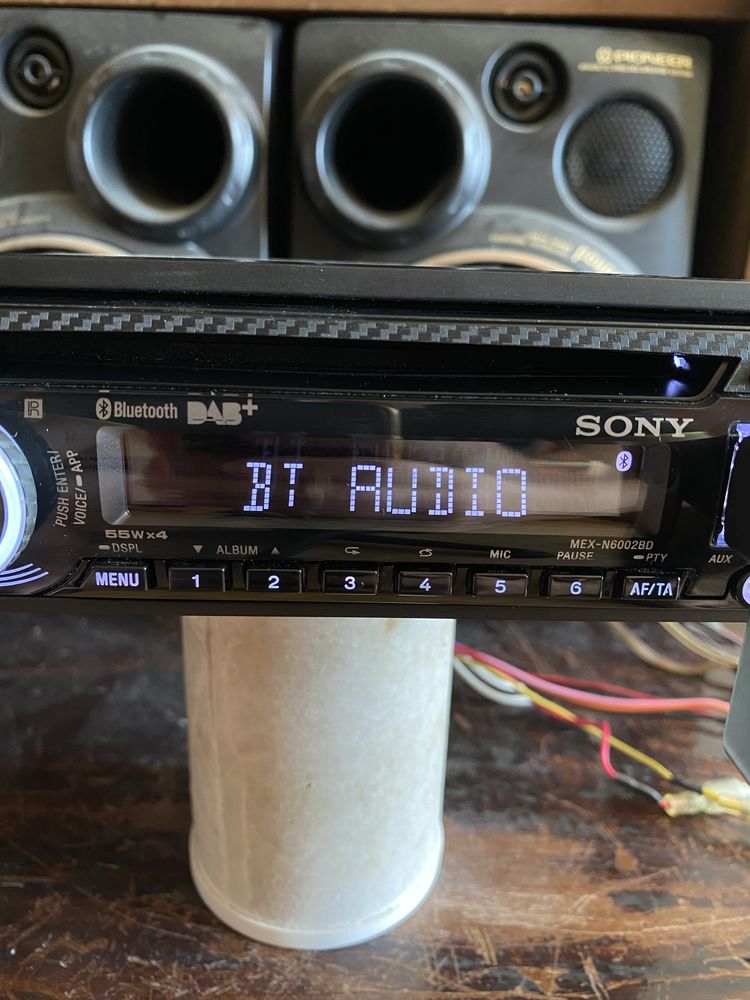 PIONEER
Bluetooth DAB+
SONY
PUSH ENTER/
VOICE/ APP
BT AUDIO
55W×4
MEX-N6002BD
DSPL
▼ ALBUM ▲
MIC
PAUSE
PTY
AUX
MENU
1
2
3
4
5
6
AF/TA